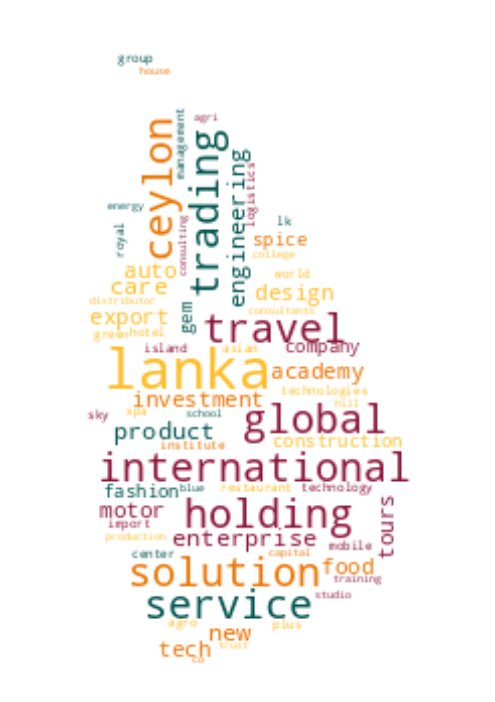 group
house
agri
management
ceylon
trading
engineering
logistics
energy
royal
consulting
lk
spice
college
auto
world
care
design
distributor
gem
consultants
export
travel
green
hotel
island
asian
company
lanka
academy
technologies
investment
hill
sky
spa
school
global
product
construction
institute
international
fashion
blue
restaurant
technology
motor
holding
tours
import
production
enterprise
mobile
center
capital
solution
food
training
service
studio
agro
new
plus
tech
trust
co